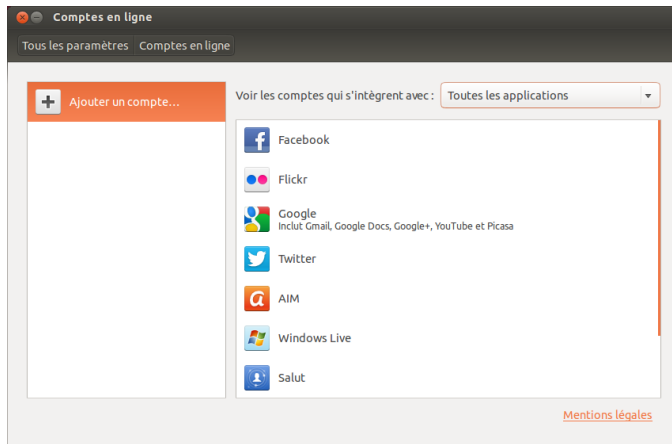 Comptes en ligne
Tous les paramètres Comptes en ligne
Ajouter un compte...
Voir les comptes qui s'intègrent avec : Toutes les applications
Facebook
Flickr
Google
Inclut Gmail, Google Docs, Google+, YouTube et Picasa
Twitter
AIM
Windows Live
Salut
Mentions légales